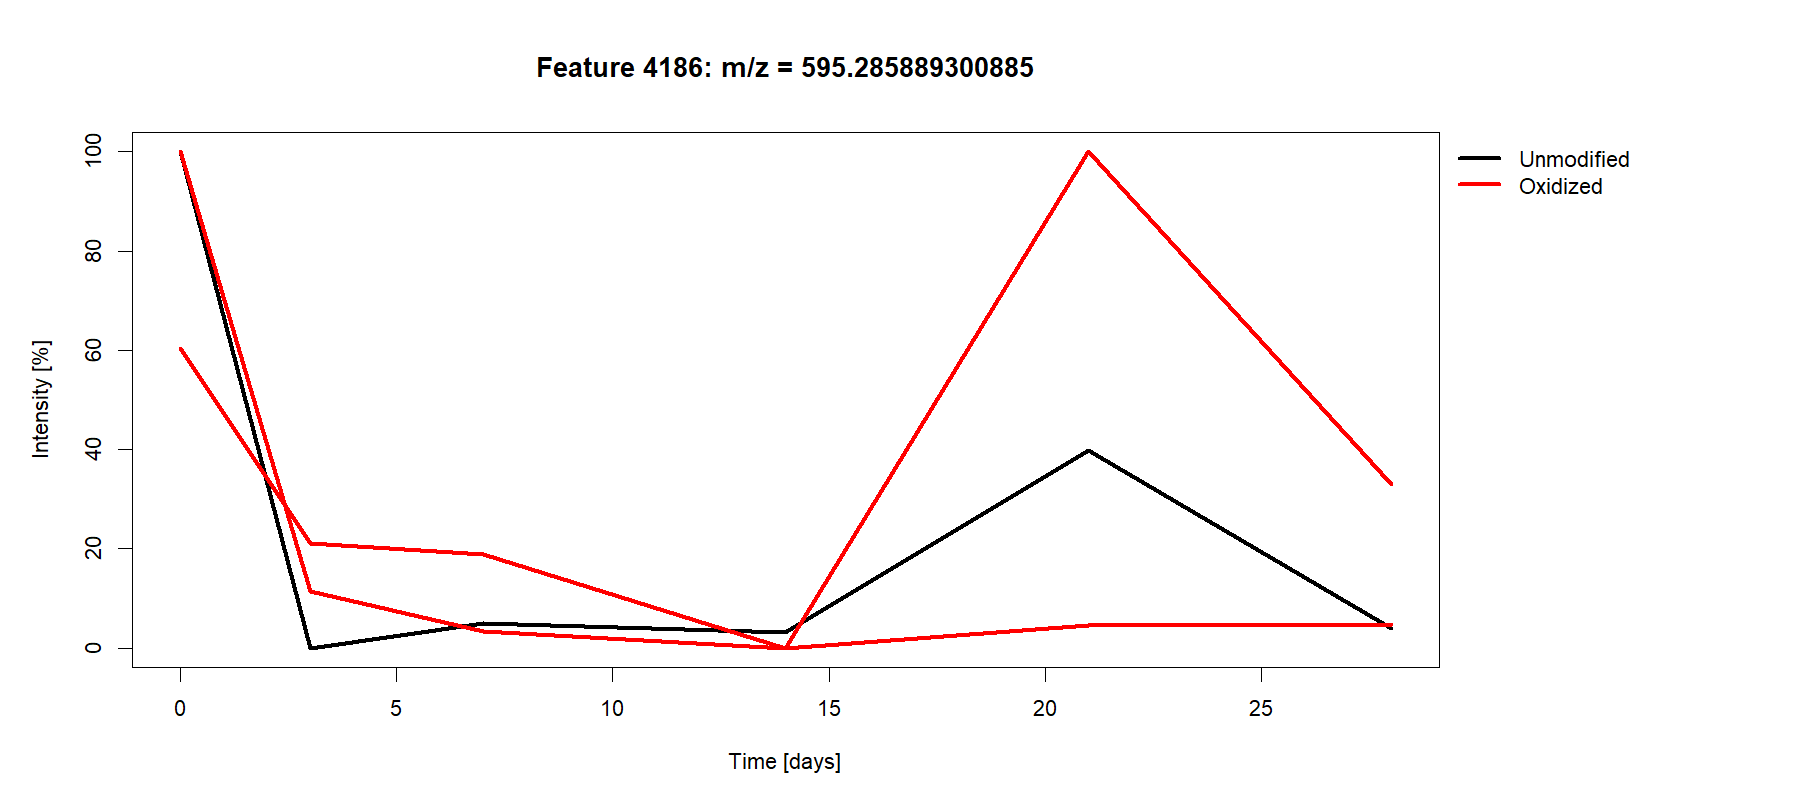 Feature 4186: m/z = 595.285889300885
Unmodified
Oxidized
Intensity [%]
100
80
60
40
20
0
0 5 10 15 20 25
Time [days]